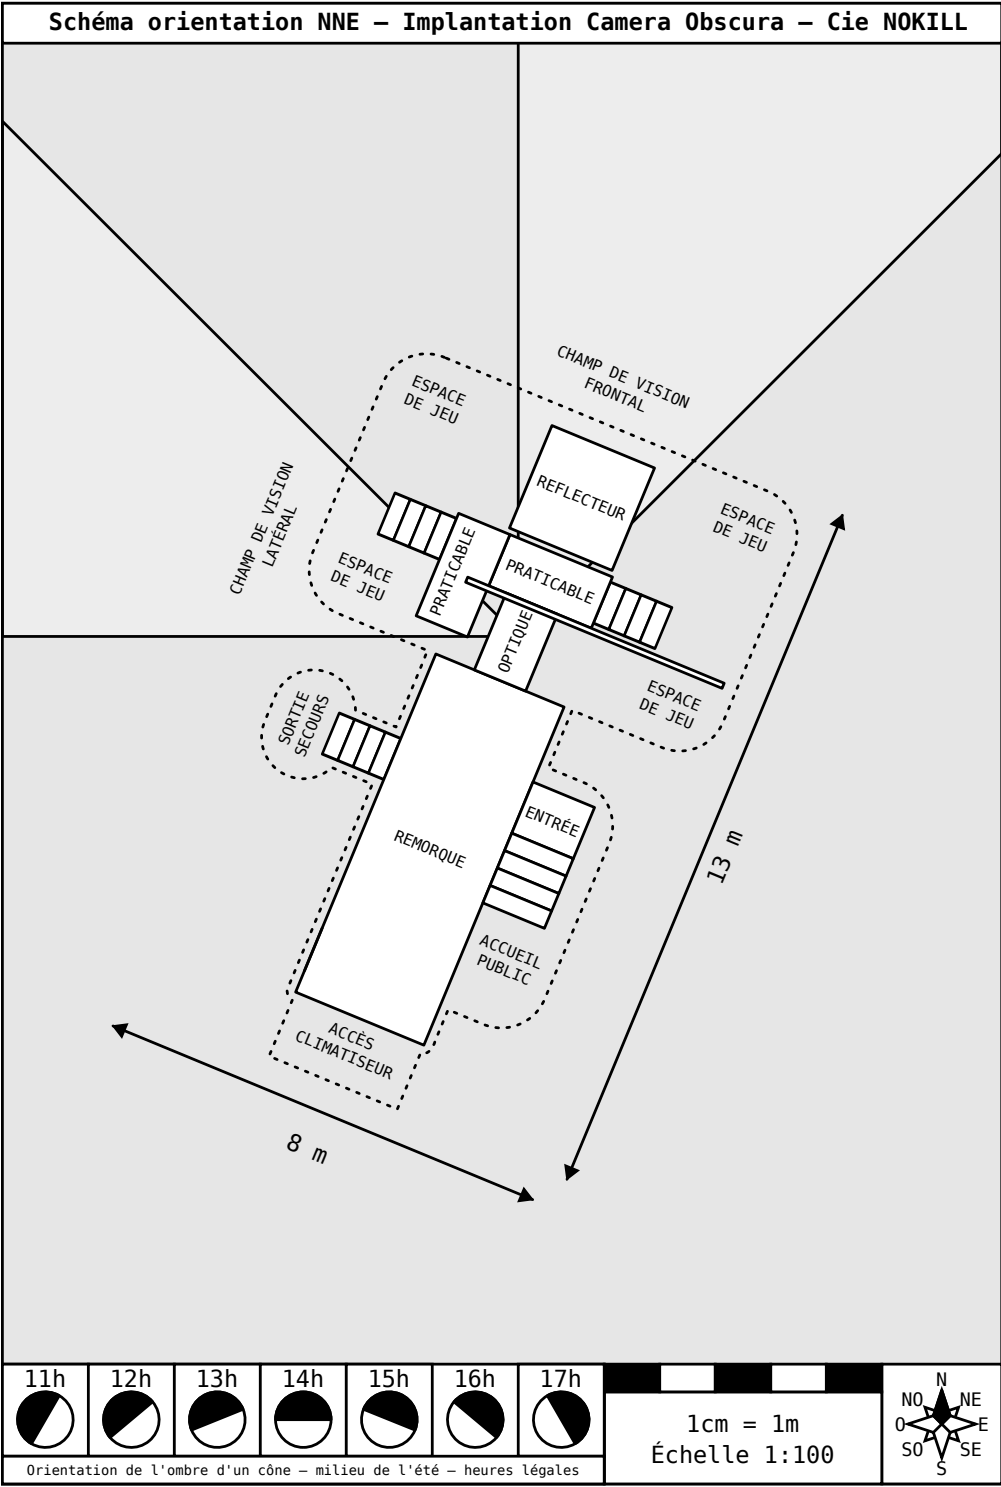 Schéma orientation NNE – Implantation Camera Obscura – Cie NOKILL
CHAMP DE VISION
FRONTAL
ESPACE
DE JEU
CHAMP DE VISION
LATÉRAL
REFLECTEUR
ESPACE
DE JEU
ESPACE
DE JEU
PRATICABLE
PRATICABLE
OPTIQUE
ESPACE
DE JEU
SORTIE
SECOURS
REMORQUE
ENTRÉE
13 m
ACCUEIL
PUBLIC
ACCÈS
CLIMATISEUR
8 m
11h 12h 13h 14h 15h 16h 17h
Orientation de l'ombre d'un cône – milieu de l'été – heures légales
1cm = 1m
Échelle 1:100
N
NO NE
O E
SO SE
S